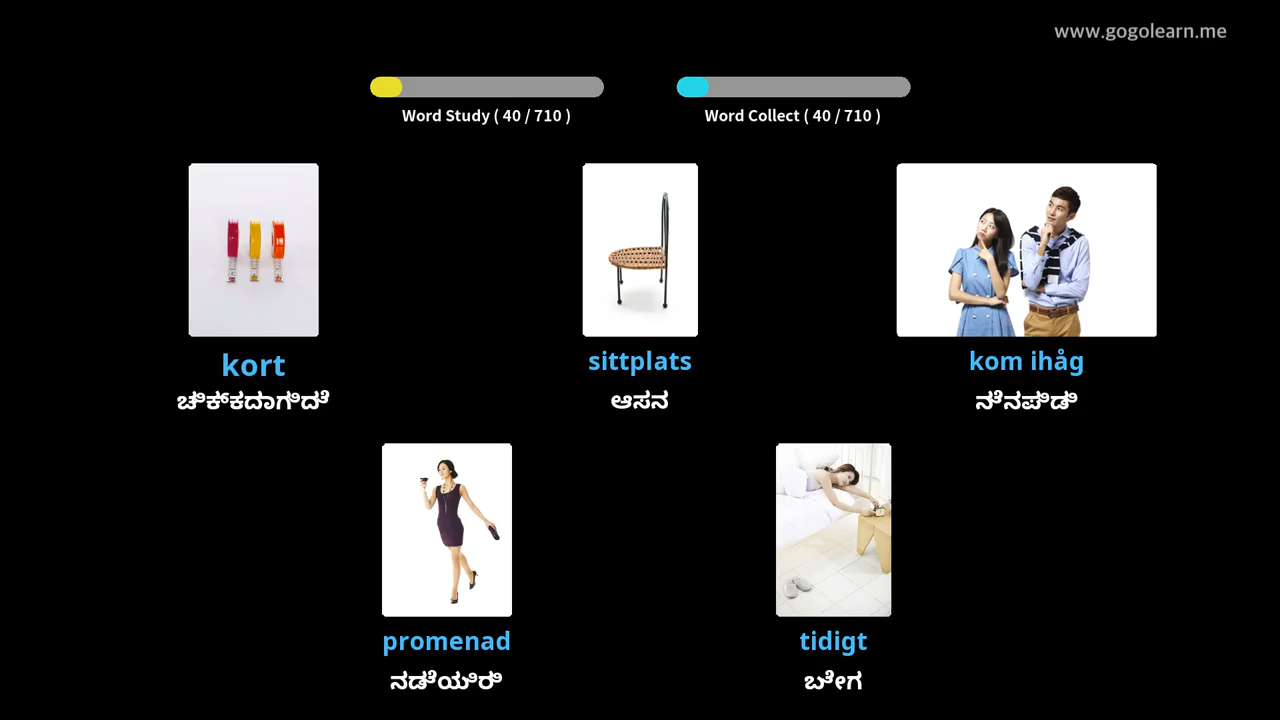 www.gogolearn.me
Word Study ( 40 / 710 )
Word Collect ( 40 / 710 )
kort
ಚಿಕ್ಕದಾಗಿದೆ
sittplats
ಆಸನ
kom ihåg
ನೆನಪಿಡಿ
promenad
ನಡೆಯಿರಿ
tidigt
ಬೇಗ